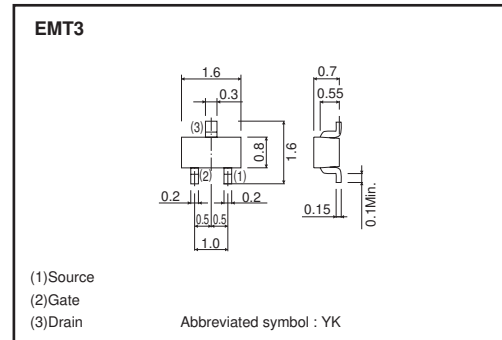 EMT3
1.6
0.7
0.3
0.55
(3)
0.8
1.6
(2)
(1)
0.2
0.2
0.5
0.5
0.15
0.1Min.
1.0
(1)Source
(2)Gate
(3)Drain
Abbreviated symbol : YK